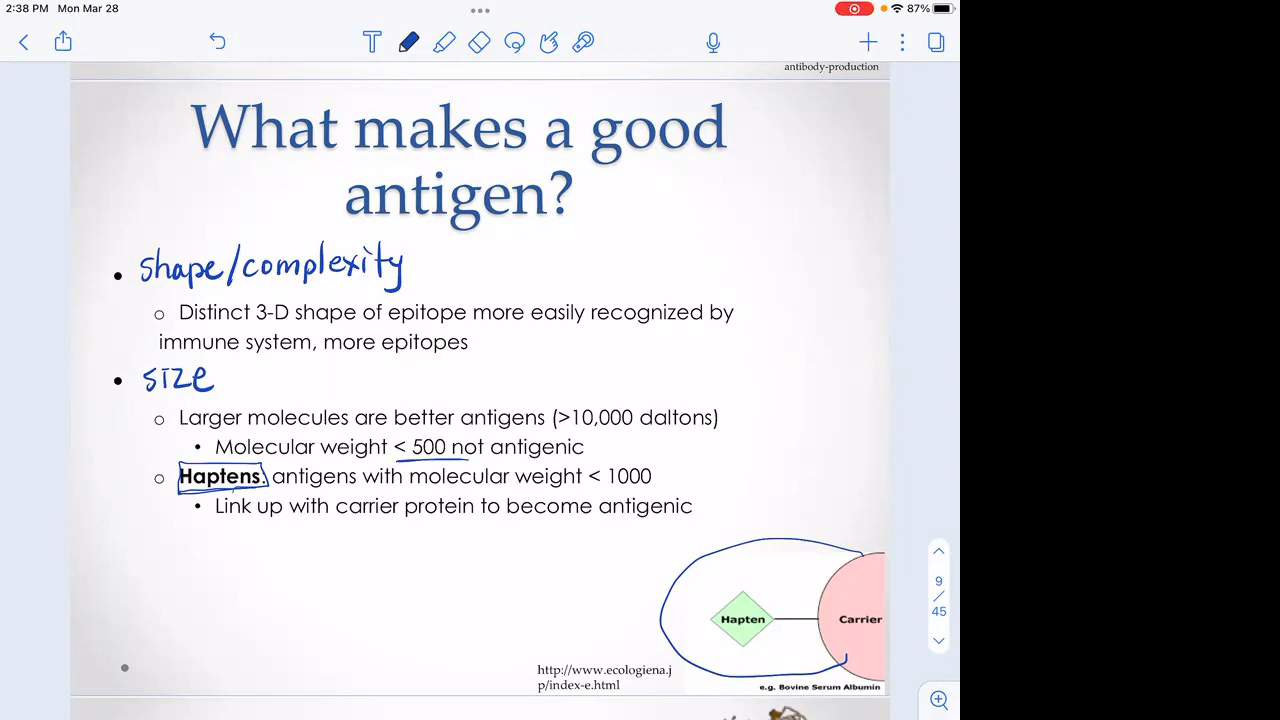 2:38 PM Mon Mar 28
87%
antibody-production
What makes a good
antigen?
• shape/complexity
o Distinct 3-D shape of epitope more easily recognized by
immune system, more epitopes
• size
o Larger molecules are better antigens (>10,000 daltons)
• Molecular weight < 500 not antigenic
o Haptens: antigens with molecular weight < 1000
• Link up with carrier protein to become antigenic
Hapten
Carrier
http://www.ecologiena.j
p/index-e.html
e.g. Bovine Serum Albumin
9
/
45